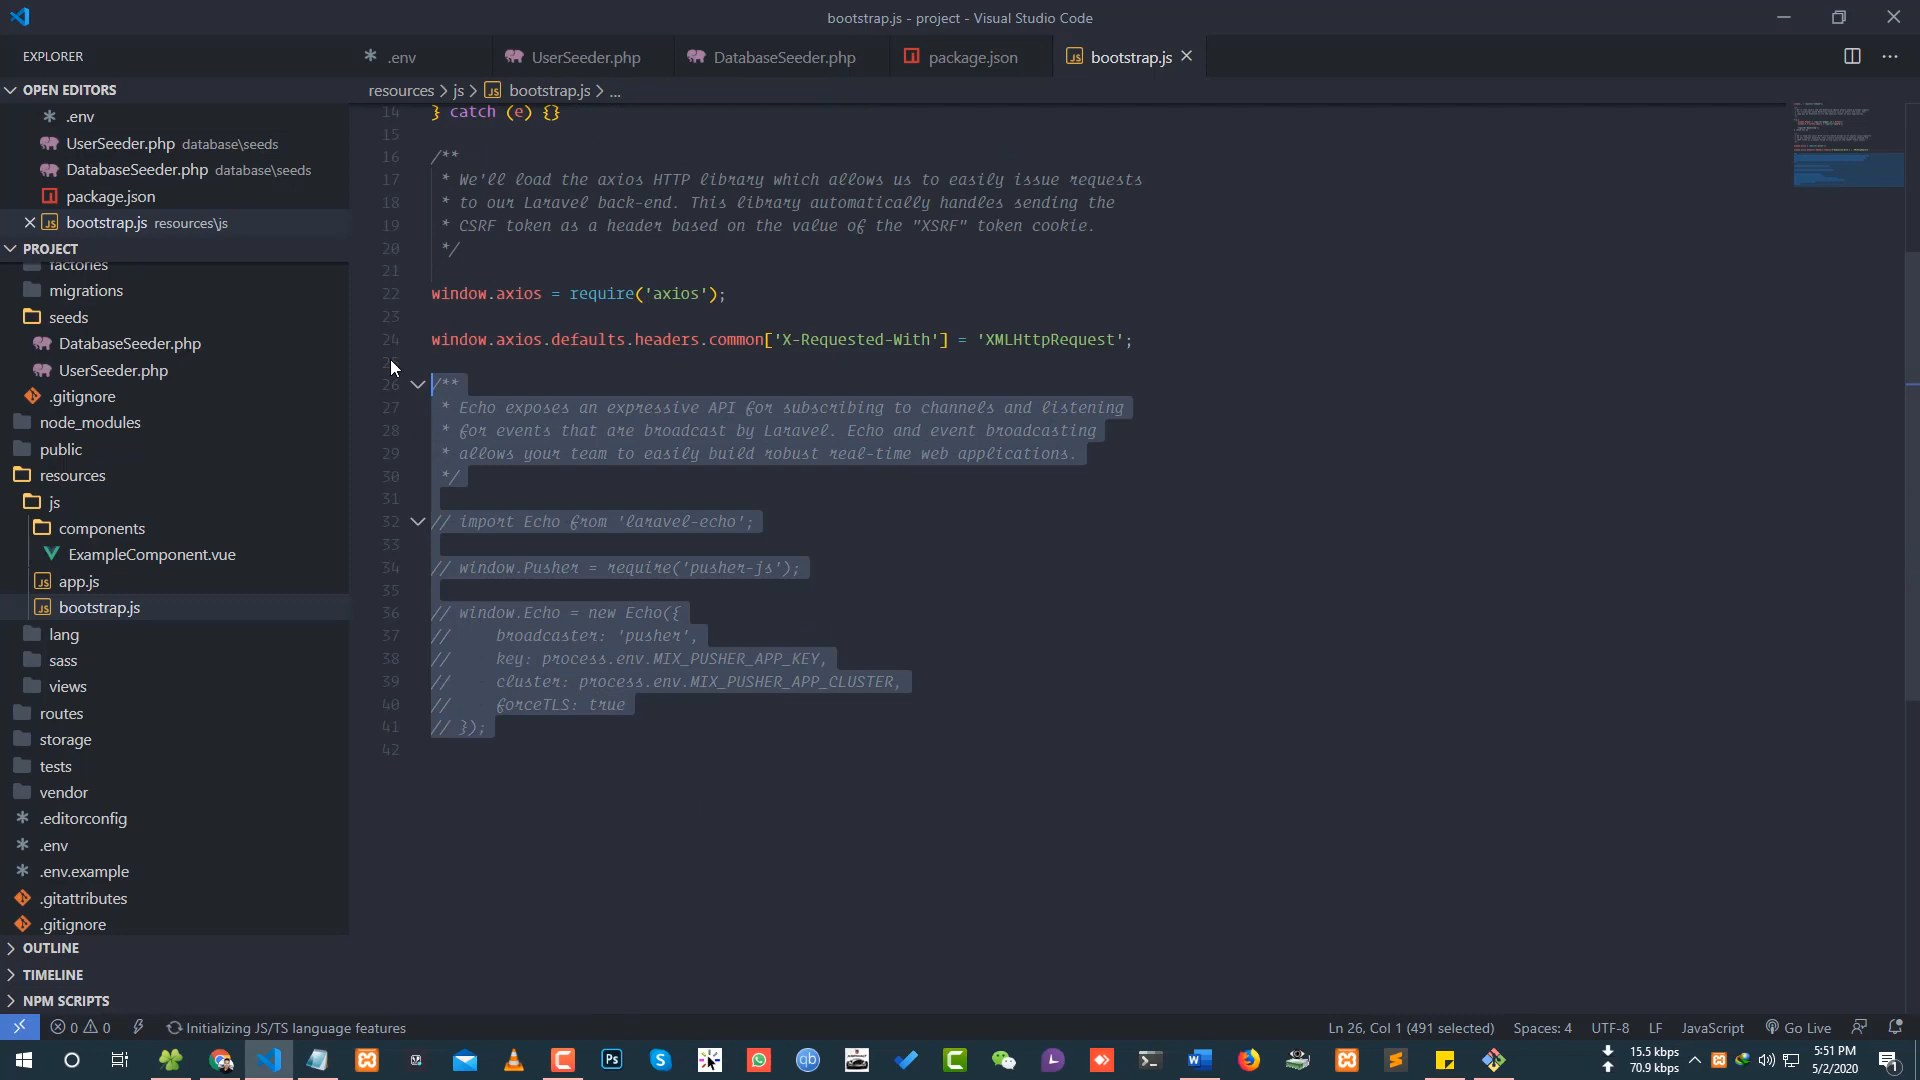 bootstrap.js - project - Visual Studio Code
EXPLORER
.env
UserSeeder.php
DatabaseSeeder.php
package.json
bootstrap.js
OPEN EDITORS
resources > js > bootstrap.js > ...
.env
UserSeeder.php database\seeds
DatabaseSeeder.php database\seeds
package.json
bootstrap.js resources\js
PROJECT
factories
migrations
seeds
DatabaseSeeder.php
UserSeeder.php
.gitignore
node_modules
public
resources
js
components
ExampleComponent.vue
app.js
bootstrap.js
lang
sass
views
routes
storage
tests
vendor
.editorconfig
.env
.env.example
.gitattributes
.gitignore
OUTLINE
TIMELINE
NPM SCRIPTS
14 } catch (e) {}
15
16 /**
17 * We'll load the axios HTTP library which allows us to easily issue requests
18 * to our Laravel back-end. This library automatically handles sending the
19 * CSRF token as a header based on the value of the "XSRF" token cookie.
20 */
21
22 window.axios = require('axios');
23
24 window.axios.defaults.headers.common['X-Requested-With'] = 'XMLHttpRequest';
26 /**
27 * Echo exposes an expressive API for subscribing to channels and listening
28 * for events that are broadcast by Laravel. Echo and event broadcasting
29 * allows your team to easily build robust real-time web applications.
30 */
31
32 // import Echo from 'laravel-echo';
33
34 // window.Pusher = require('pusher-js');
35
36 // window.Echo = new Echo({
37 // broadcaster: 'pusher',
38 // key: process.env.MIX_PUSHER_APP_KEY,
39 // cluster: process.env.MIX_PUSHER_APP_CLUSTER,
40 // forceTLS: true
41 // });
42
0 0 Initializing JS/TS language features
Ln 26, Col 1 (491 selected) Spaces: 4 UTF-8 LF JavaScript Go Live
15.5 kbps
70.9 kbps
5:51 PM
5/2/2020